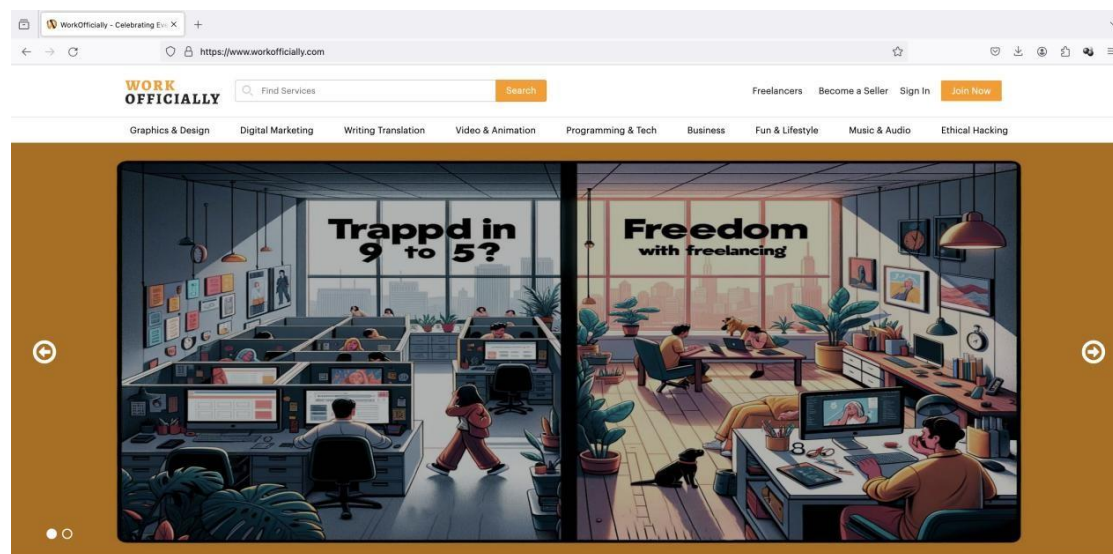 WorkOfficially - Celebrating Eve
https://www.workofficially.com
WORK
OFFICIALLY
Find Services
Search
Freelancers
Become a Seller
Sign In
Join Now
Graphics & Design
Digital Marketing
Writing Translation
Video & Animation
Programming & Tech
Business
Fun & Lifestyle
Music & Audio
Ethical Hacking
Trappd in
9 to 5?
Freedom
with freelancing